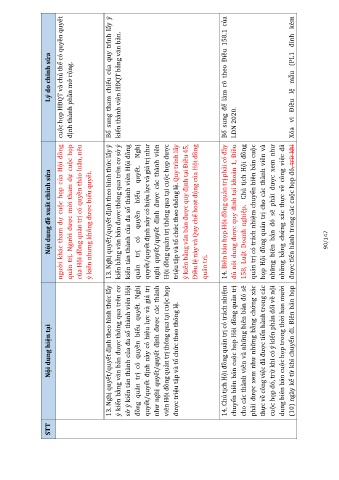 STT
Nội dung hiện tại
Nội dung đề xuất chỉnh sửa
Lý do chỉnh sửa
người khác tham dự cuộc họp của Hội đồng
quản trị. Người được mời tham dự cuộc họp
của Hội đồng quản trị có quyền thảo luận, nêu
ý kiến nhưng không được biểu quyết.
cuộc họp HĐQT và chủ thể có quyền quyết
định thành phần mở rộng.
13. Nghị quyết/quyết định theo hình thức lấy
ý kiến bằng văn bản được thông qua trên cơ
sở ý kiến tán thành của đa số thành viên Hội
đồng quản trị có quyền biểu quyết. Nghị
quyết/quyết định này có hiệu lực và giá trị
như nghị quyết/quyết định được các thành
viên Hội đồng quản trị thông qua tại cuộc họp
được triệu tập và tổ chức theo thông lệ.
13. Nghị quyết/quyết định theo hình thức lấy ý
kiến bằng văn bản được thông qua trên cơ sở ý
kiến tán thành của đa số thành viên Hội đồng
quản trị có quyền biểu quyết. Nghị
quyết/quyết định này có hiệu lực và giá trị như
nghị quyết/quyết định được các thành viên
Hội đồng quản trị thông qua tại cuộc họp được
triệu tập và tổ chức theo thông lệ. Quy trình lấy
ý kiến bằng văn bản được quy định tại Điều 65,
Điều lệ này và Quy chế hoạt động của Hội đồng
quản trị.
Bổ sung tham chiếu của quy trình lấy ý
kiến thành viên HĐQT bằng văn bản.
14. Chủ tịch Hội đồng quản trị có trách nhiệm
chuyển biên bản cuộc họp Hội đồng quản trị
cho các thành viên và những biên bản đó sẽ
phải được xem như những bằng chứng xác
thực về công việc đã được tiến hành trong các
cuộc họp đó, trừ khi có ý kiến phản đối về nội
dung biên bản cuộc họp trong thời hạn mười
(10) ngày kể từ khi chuyển đi. Biên bản họp
14. Biên bản họp Hội đồng quản trị phải có đầy
đủ nội dung được quy định tại khoản 1, Điều
158, Luật Doanh nghiệp. Chủ tịch Hội đồng
quản trị có trách nhiệm chuyển biên bản cuộc
họp Hội đồng quản trị cho các thành viên và
những biên bản đó sẽ phải được xem như
những bằng chứng xác thực về công việc đã
được tiến hành trong các cuộc họp đó, trừ khi
Bổ sung để làm rõ theo Điều 158.1 của
LDN 2020.
Xóa vì Điều lệ mẫu (PL1 đính kèm
90|147